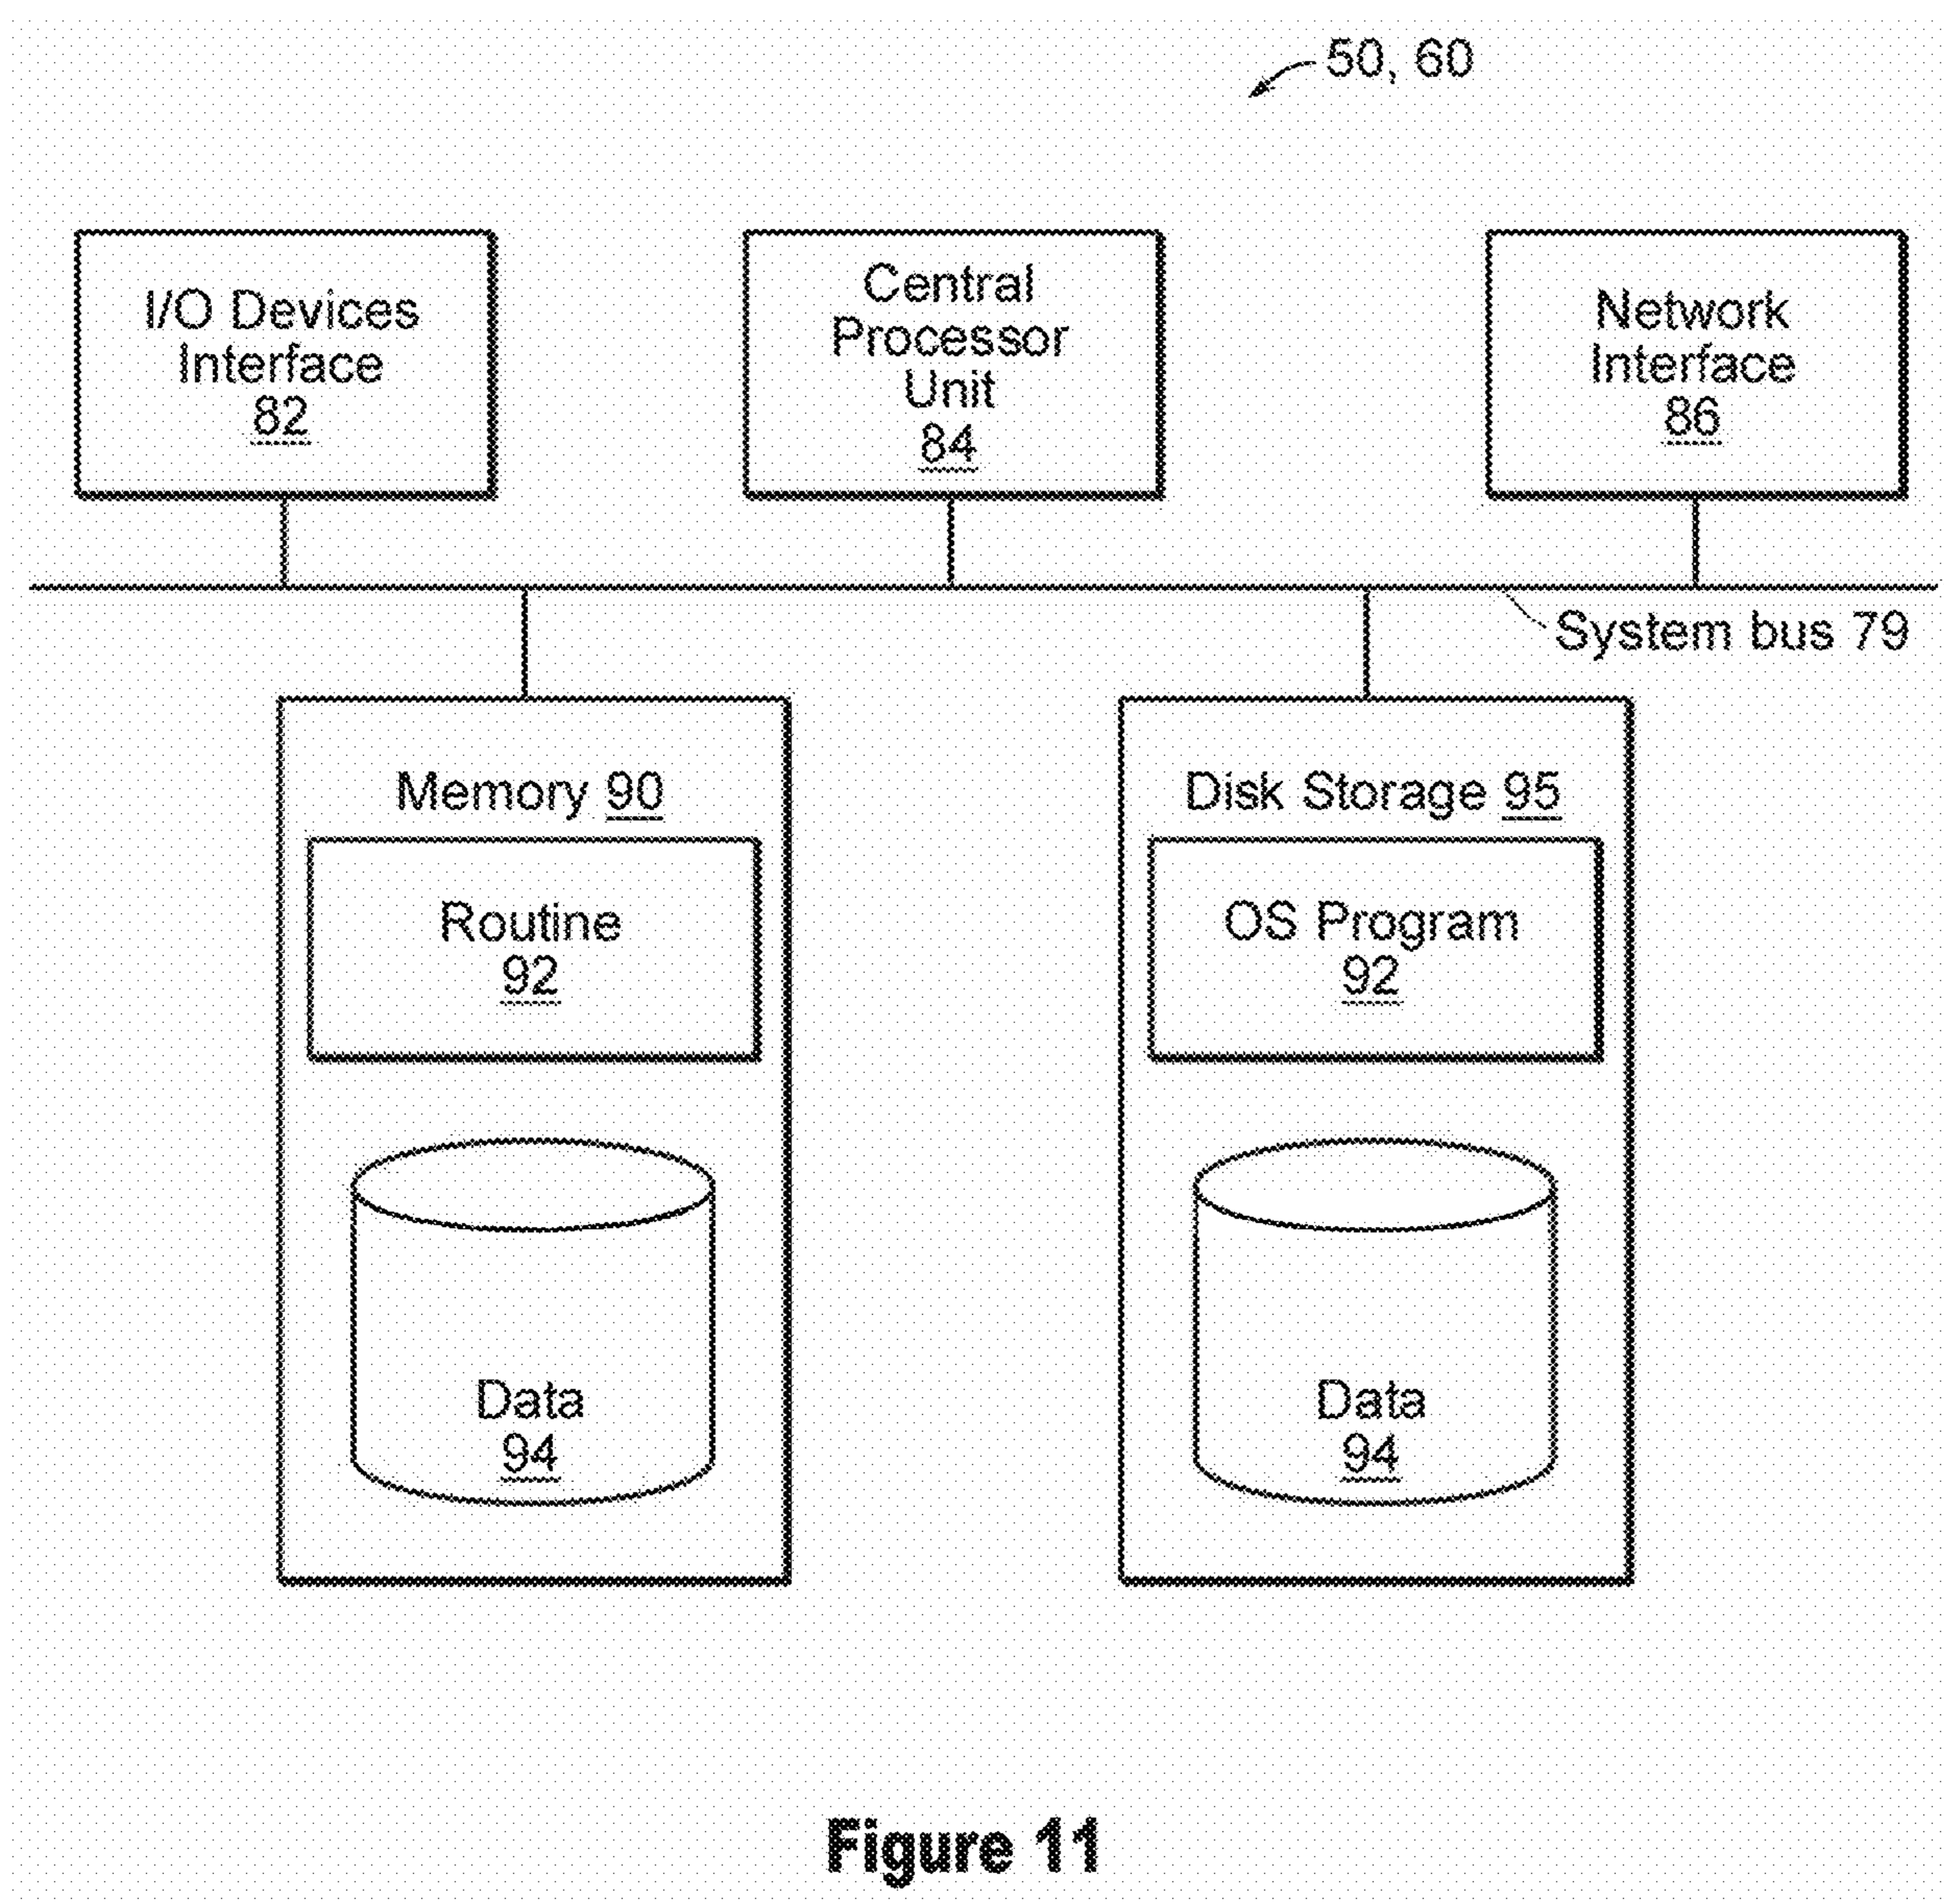 50, 60
I/O Devices
Interface
82
Central
Processor
Unit
84
Network
Interface
86
System bus 79
Memory 90
Routine
92
Data
94
Disk Storage 95
OS Program
92
Data
94
Figure 11